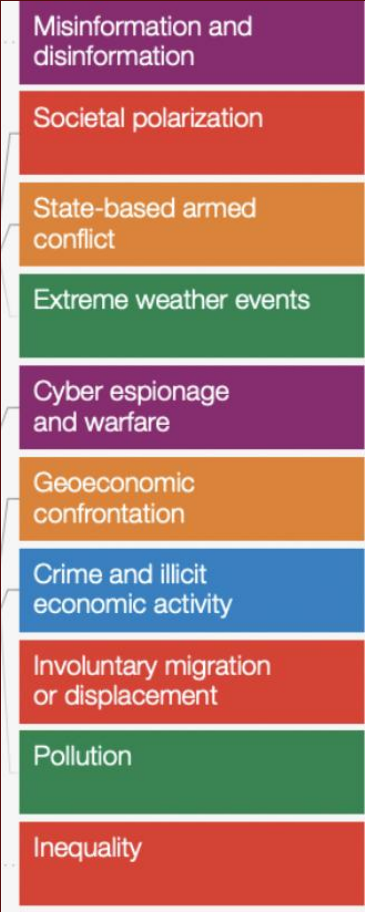 Misinformation and
disinformation
Societal polarization
State-based armed
conflict
Extreme weather events
Cyber espionage
and warfare
Geoeconomic
confrontation
Crime and illicit
economic activity
Involuntary migration
or displacement
Pollution
Inequality